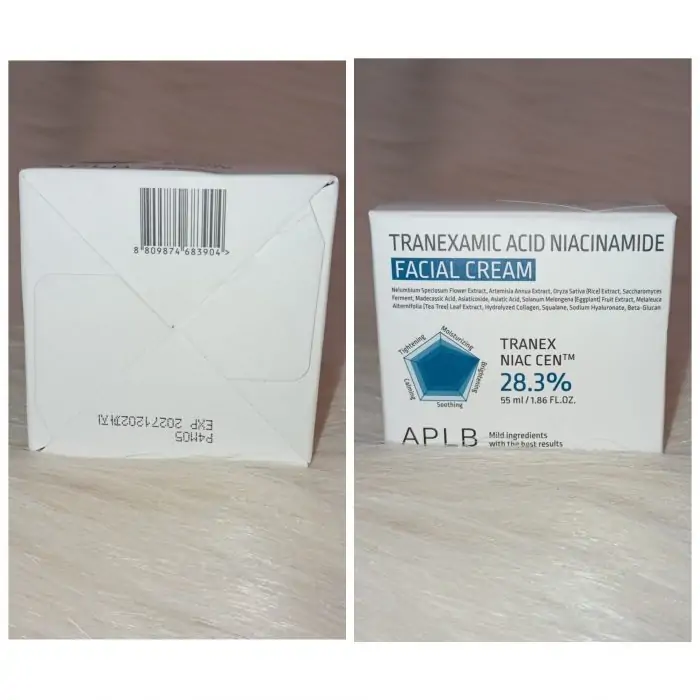 8 809874 683904 >
P4M05
EXP 20271202까지
TRANEXAMIC ACID NIACINAMIDE
FACIAL CREAM
Nelumbium Speciosum Flower Extract, Artemisia Annua Extract, Oryza Sativa (Rice) Extract, Saccharomyces
Ferment, Madecassic Acid, Asiaticoside, Asiatic Acid, Solanum Melongena (Eggplant) Fruit Extract, Melaleuca
Alternifolia (Tea Tree) Leaf Extract, Hydrolyzed Collagen, Squalane, Sodium Hyaluronate, Beta-Glucan
Moisturizing
Tightening
Brightening
Calming
Soothing
TRANEX
NIAC CEN™
28.3%
55 ml / 1.86 FL.OZ.
APLB
Mild ingredients
with the best results